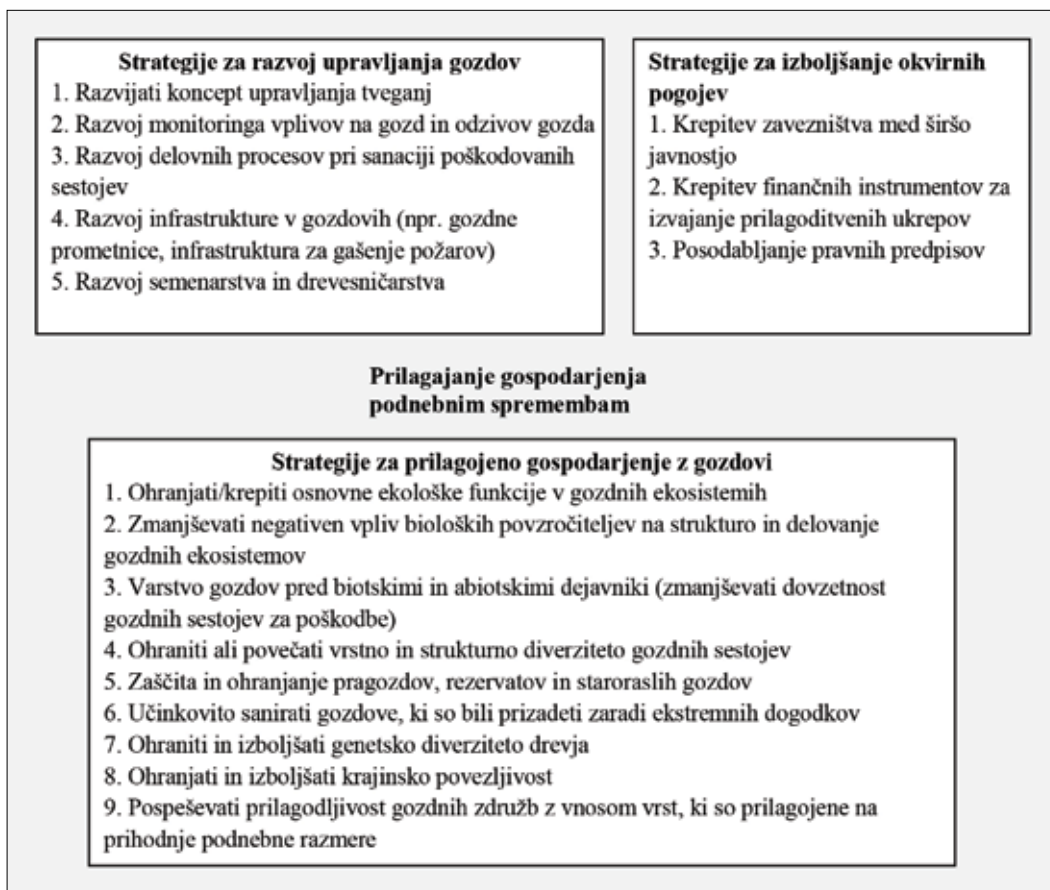 Strategije za razvoj upravljanja gozdov
1. Razvijati koncept upravljanja tveganj
2. Razvoj monitoringa vplivov na gozd in odzivov gozda
3. Razvoj delovnih procesov pri sanaciji poškodovanih
sestojev
4. Razvoj infrastrukture v gozdovih (npr. gozdne
prometnice, infrastruktura za gašenje požarov)
5. Razvoj semenarstva in drevesničarstva
Strategije za izboljšanje okvirnih
pogojev
1. Krepitev zavezništva med širšo
javnostjo
2. Krepitev finančnih instrumentov za
izvajanje prilagoditvenih ukrepov
3. Posodabljanje pravnih predpisov
Prilagajanje gospodarjenja
podnebnim spremembam
Strategije za prilagojeno gospodarjenje z gozdovi
1. Ohranjati/krepiti osnovne ekološke funkcije v gozdnih ekosistemih
2. Zmanjševati negativen vpliv bioloških povzročiteljev na strukturo in delovanje
gozdnih ekosistemov
3. Varstvo gozdov pred biotskimi in abiotskimi dejavniki (zmanjševati dovzetnost
gozdnih sestojev za poškodbe)
4. Ohraniti ali povečati vrstno in strukturno diverziteto gozdnih sestojev
5. Zaščita in ohranjanje pragozdov, rezervatov in staroraslih gozdov
6. Učinkovito sanirati gozdove, ki so bili prizadeti zaradi ekstremnih dogodkov
7. Ohraniti in izboljšati genetsko diverziteto drevja
8. Ohranjati in izboljšati krajinsko povezljivost
9. Pospeševati prilagodljivost gozdnih združb z vnosom vrst, ki so prilagojene na
prihodnje podnebne razmere